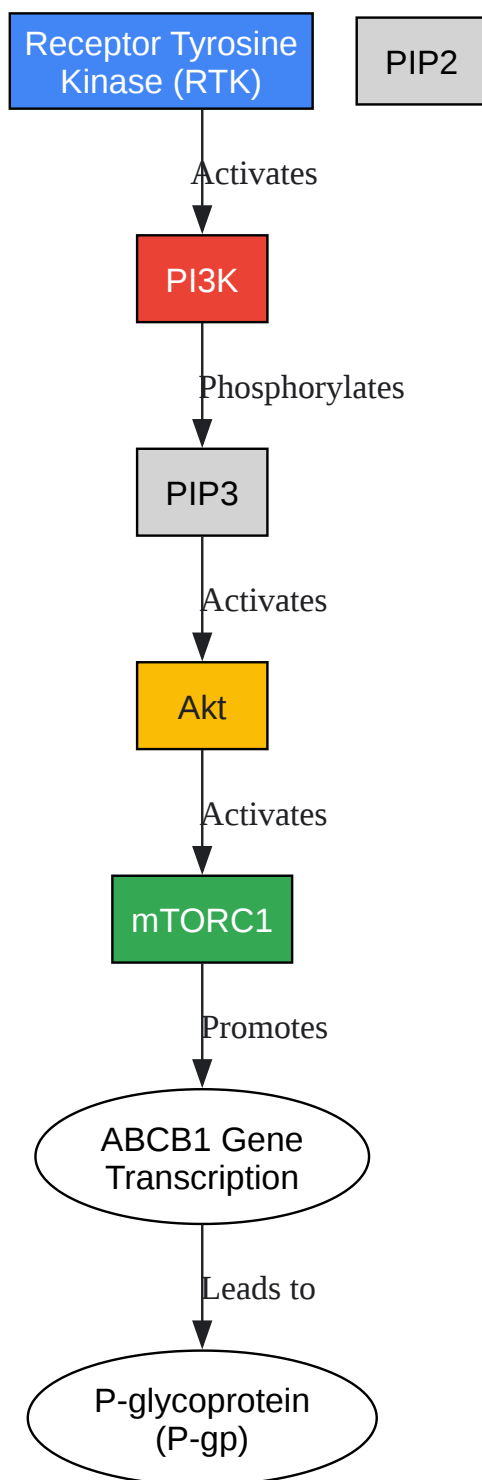 Receptor Tyrosine
Kinase (RTK)
PIP2
Activates
PI3K
Phosphorylates
PIP3
Activates
Akt
Activates
mTORC1
Promotes
ABCB1 Gene
Transcription
Leads to
P-glycoprotein
(P-gp)